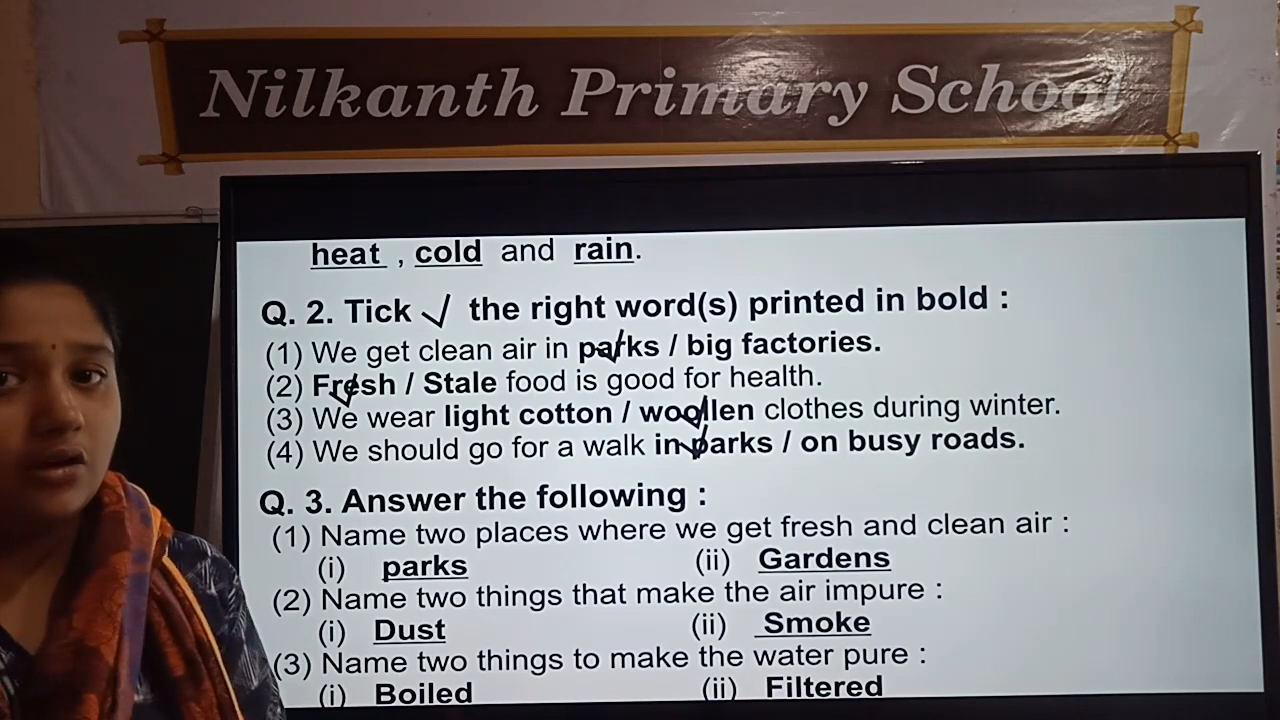 Nilkanth Primary School
heat , cold and rain.
Q. 2. Tick ✓ the right word(s) printed in bold :
(1) We get clean air in parks / big factories.
(2) Fresh / Stale food is good for health.
(3) We wear light cotton / woollen clothes during winter.
(4) We should go for a walk in parks / on busy roads.
Q. 3. Answer the following :
(1) Name two places where we get fresh and clean air :
(i) parks (ii) Gardens
(2) Name two things that make the air impure :
(i) Dust (ii) Smoke
(3) Name two things to make the water pure :
(i) Boiled (ii) Filtered